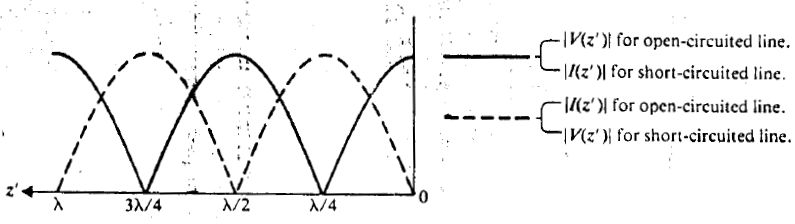 |V(z')| for open-circuited line.
|I(z')| for short-circuited line.
|I(z')| for open-circuited line.
|V(z')| for short-circuited line.
z' λ 3λ/4 λ/2 λ/4 0